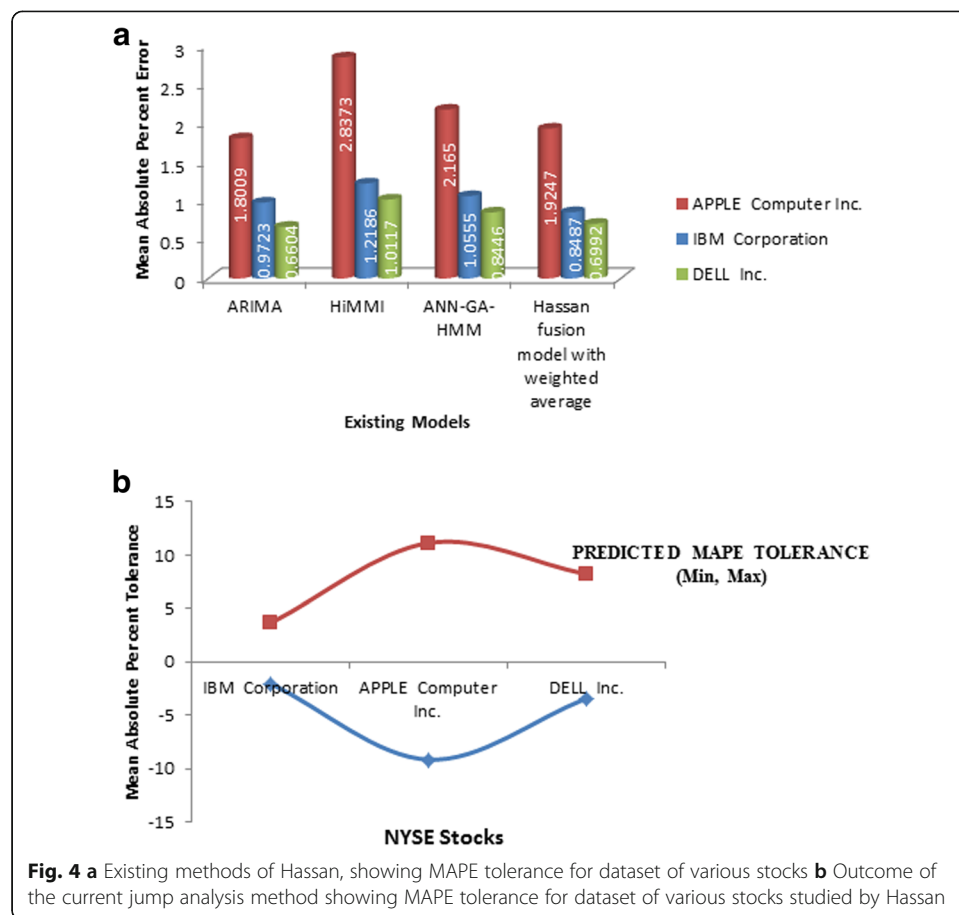 a
Mean Absolute Percent Error
3
2.5
2
1.5
1
0.5
0
1.8009
0.9723
0.6604
2.8373
1.2186
1.0117
2.165
1.0555
0.8446
1.9247
0.8487
0.6992
APPLE Computer Inc.
IBM Corporation
DELL Inc.
ARIMA
HiMMI
ANN-GA-
HMM
Hassan
fusion
model with
weighted
average
Existing Models
b
Mean Absolute Percent Tolerance
15
10
5
0
-5
-10
-15
PREDICTED MAPE TOLERANCE
(Min, Max)
IBM Corporation
APPLE Computer
Inc.
DELL Inc.
NYSE Stocks
Fig. 4 a Existing methods of Hassan, showing MAPE tolerance for dataset of various stocks b Outcome of
the current jump analysis method showing MAPE tolerance for dataset of various stocks studied by Hassan